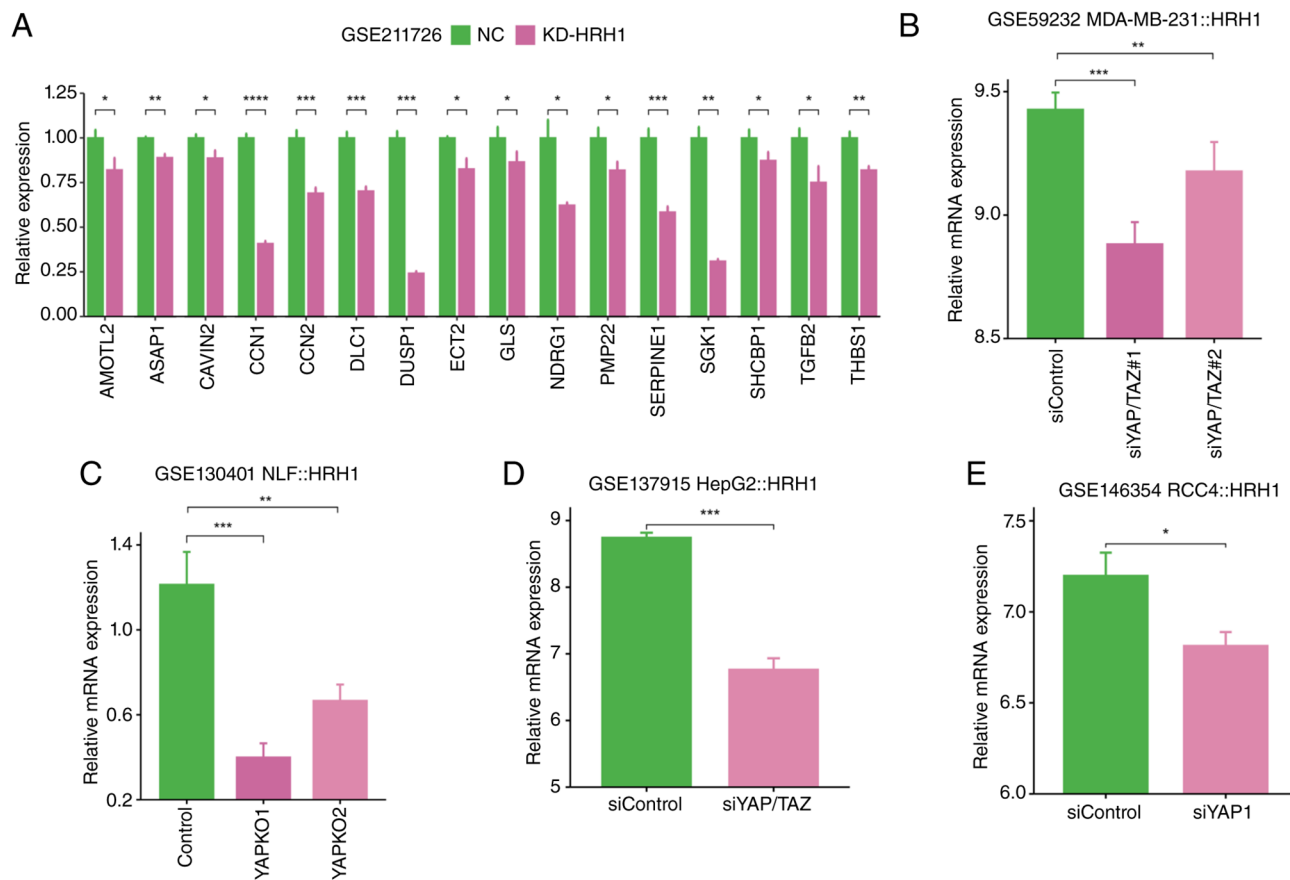 A
GSE211726 NC KD-HRH1
Relative expression
1.25
1.00
0.75
0.50
0.25
0.00
* ** * **** *** *** *** * * * * *** ** * * **
AMOTL2
ASAP1
CAVIN2
CCN1
CCN2
DLC1
DUSP1
ECT2
GLS
NDRG1
PMP22
SERPINE1
SGK1
SHCBP1
TGFB2
THBS1
B
GSE59232 MDA-MB-231::HRH1
**
***
Relative mRNA expression
9.5
9.0
8.5
siControl
siYAP/TAZ#1
siYAP/TAZ#2
C
GSE130401 NLF::HRH1
**
***
Relative mRNA expression
1.4
1.0
0.6
0.2
Control
YAPKO1
YAPKO2
D
GSE137915 HepG2::HRH1
***
Relative mRNA expression
9
8
7
6
5
siControl siYAP/TAZ
E
GSE146354 RCC4::HRH1
*
Relative mRNA expression
7.5
7.0
6.5
6.0
siControl siYAP1